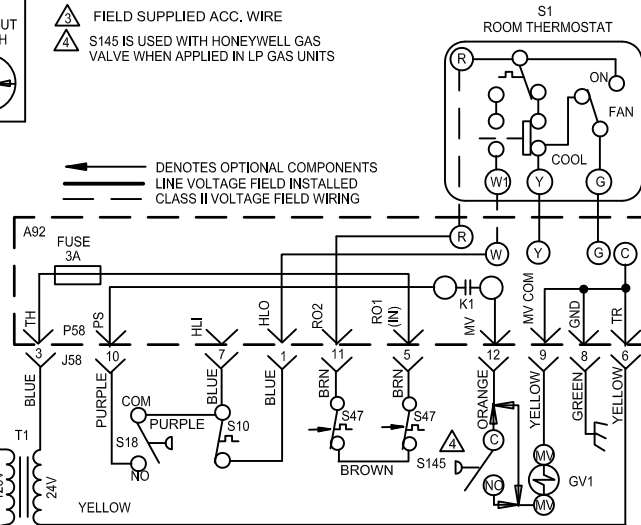 UT
H
3 FIELD SUPPLIED ACC. WIRE
4 S145 IS USED WITH HONEYWELL GAS
VALVE WHEN APPLIED IN LP GAS UNITS
S1
ROOM THERMOSTAT
R
ON
FAN
COOL
W1 Y G
DENOTES OPTIONAL COMPONENTS
LINE VOLTAGE FIELD INSTALLED
CLASS II VOLTAGE FIELD WIRING
A92
FUSE
3A
R
W Y G C
K1
TH P58 PS HLI HLO RO2 RO1 (IN) MV MV COM GND TR
3 J58 10 7 1 11 5 12 9 8 6
BLUE PURPLE BLUE BLUE BRN BRN ORANGE YELLOW GREEN YELLOW
COM
PURPLE
S10
S47 S47
S18
NO
BROWN
S145
4
C
NO
MV
MV
GV1
T1
120V
24V
YELLOW